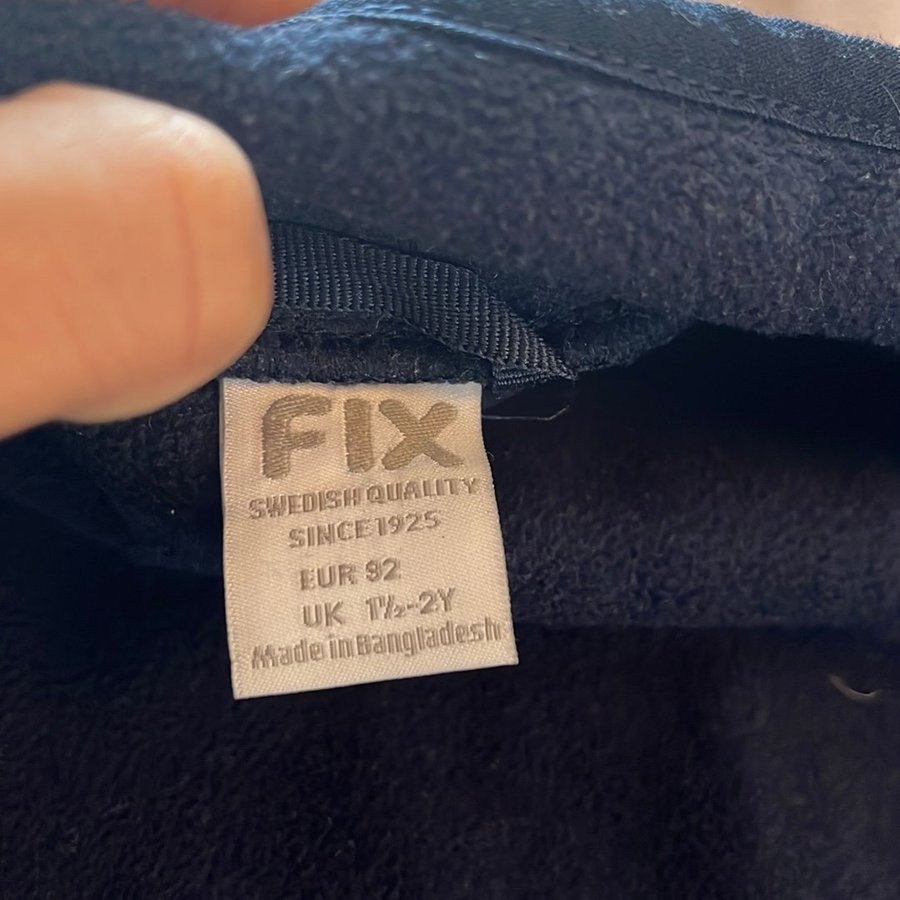 FIX
SWEDISH QUALITY
SINCE 1925
EUR 92
UK 1½-2Y
Made in Bangladesh